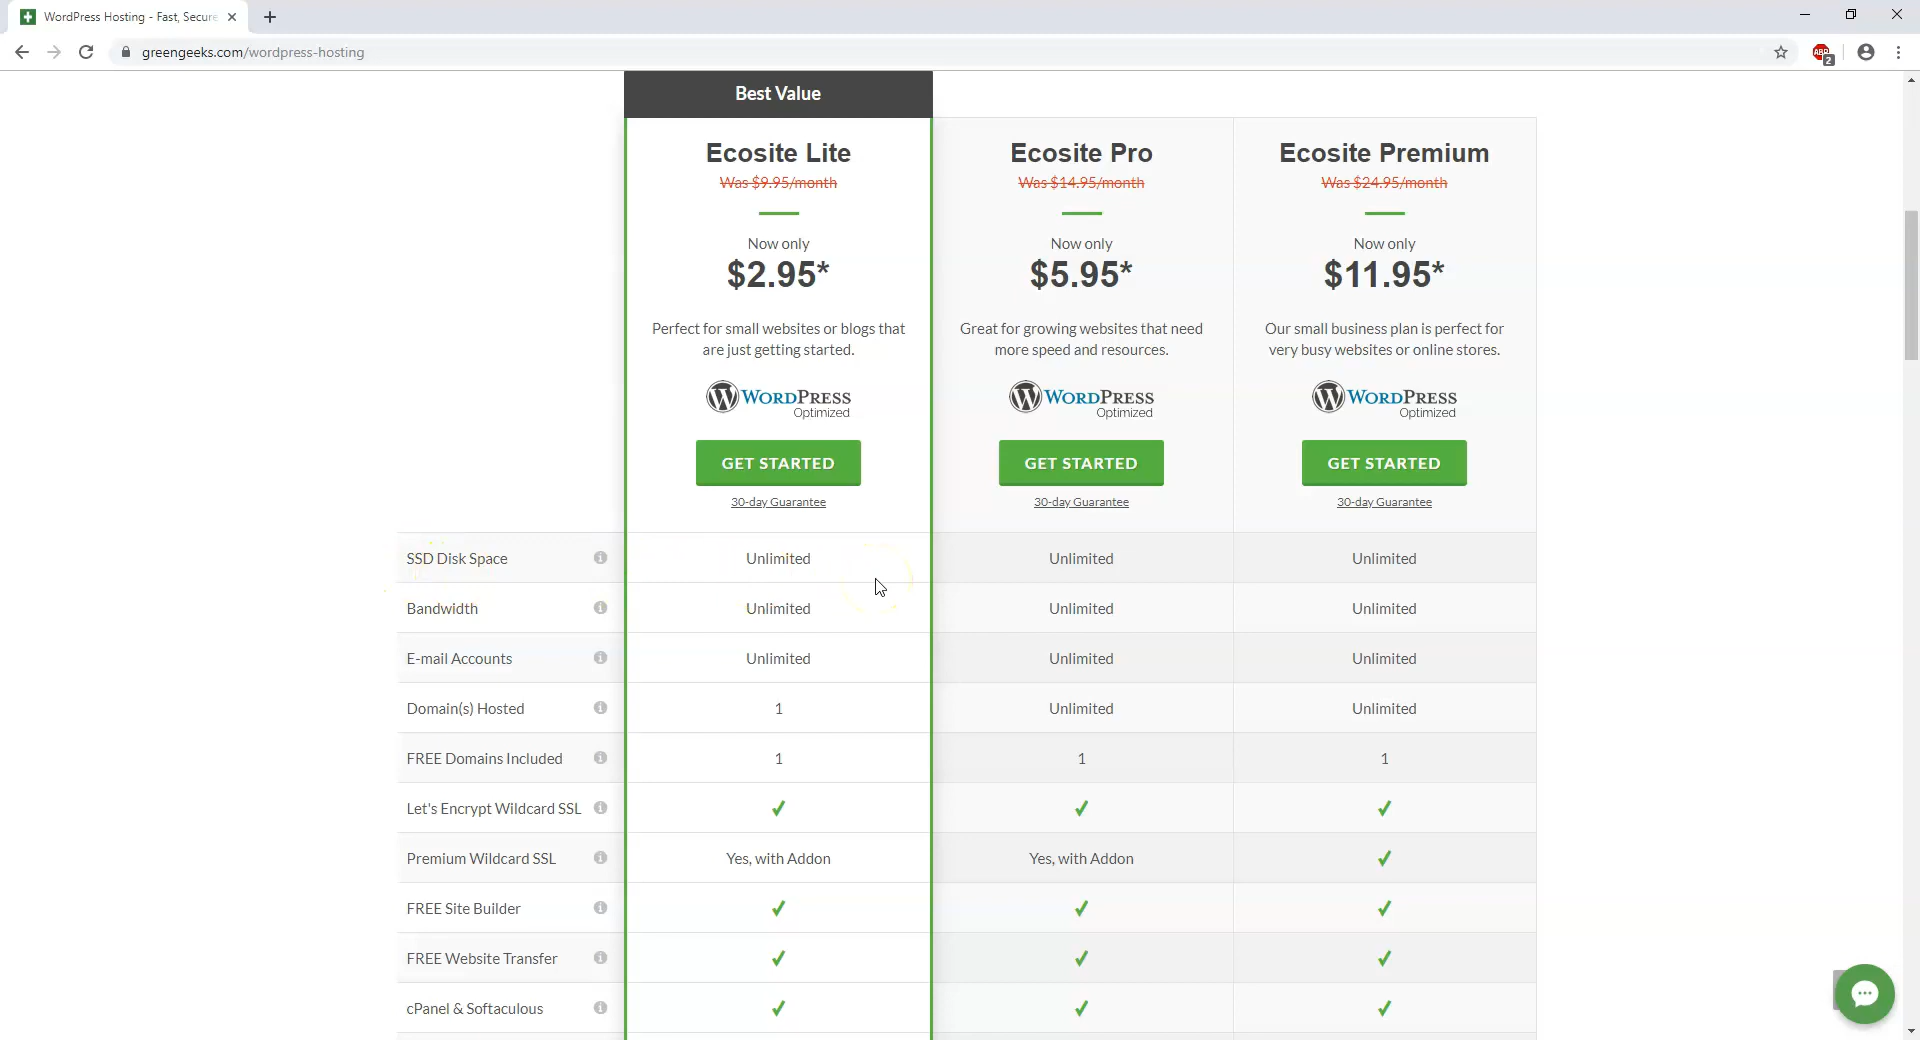 WordPress Hosting - Fast, Secure
greengeeks.com/wordpress-hosting
ABP
2
Best Value
Ecosite Lite
Was $9.95/month
Now only
$2.95*
Perfect for small websites or blogs that
are just getting started.
WORDPRESS
Optimized
GET STARTED
30-day Guarantee
Ecosite Pro
Was $14.95/month
Now only
$5.95*
Great for growing websites that need
more speed and resources.
WORDPRESS
Optimized
GET STARTED
30-day Guarantee
Ecosite Premium
Was $24.95/month
Now only
$11.95*
Our small business plan is perfect for
very busy websites or online stores.
WORDPRESS
Optimized
GET STARTED
30-day Guarantee
SSD Disk Space Unlimited Unlimited Unlimited
Bandwidth Unlimited Unlimited Unlimited
E-mail Accounts Unlimited Unlimited Unlimited
Domain(s) Hosted 1 Unlimited Unlimited
FREE Domains Included 1 1 1
Let's Encrypt Wildcard SSL
Premium Wildcard SSL Yes, with Addon Yes, with Addon
FREE Site Builder
FREE Website Transfer
cPanel & Softaculous